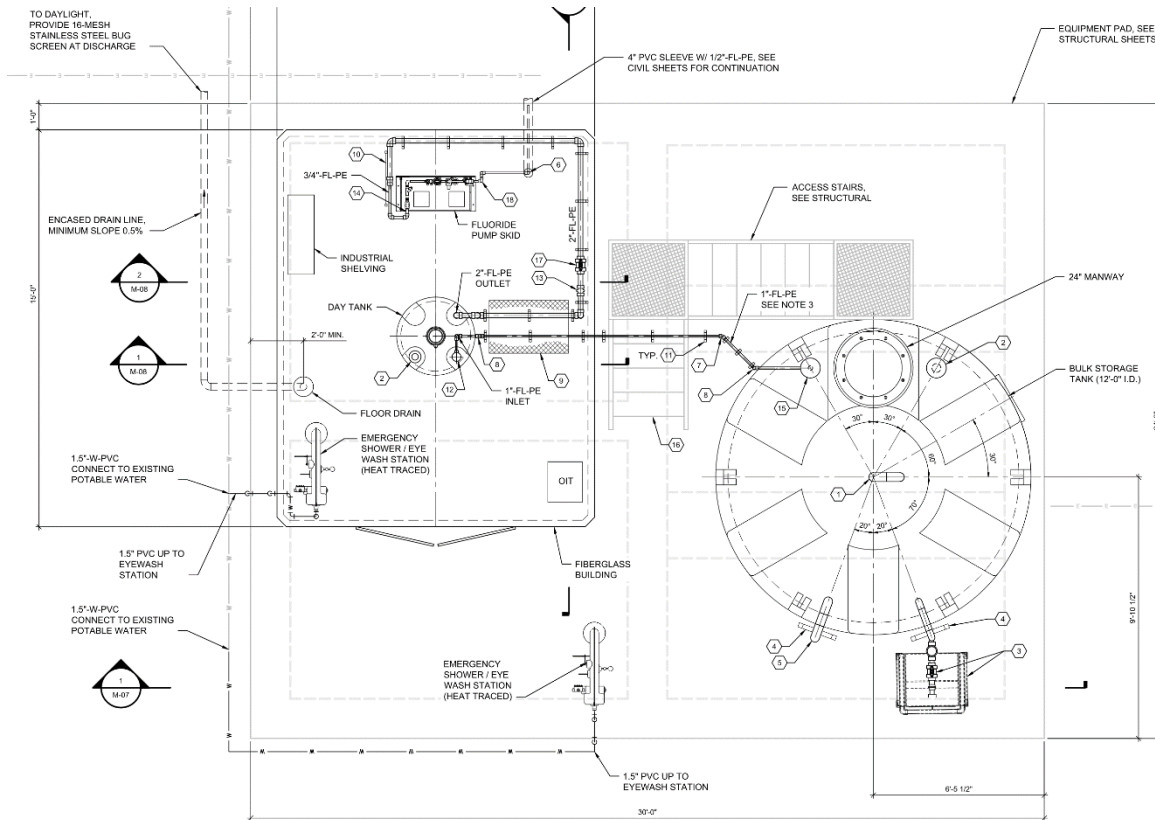 TO DAYLIGHT,
PROVIDE 16-MESH
STAINLESS STEEL BUG
SCREEN AT DISCHARGE
4" PVC SLEEVE W/ 1/2"-FL-PE, SEE
CIVIL SHEETS FOR CONTINUATION
EQUIPMENT PAD, SEE
STRUCTURAL SHEETS
1'-0"
10
6
3/4"-FL-PE
14
18
ACCESS STAIRS,
SEE STRUCTURAL
ENCASED DRAIN LINE,
MINIMUM SLOPE 0.5%
FLUORIDE
PUMP SKID
2"-FL-PE
INDUSTRIAL
SHELVING
17
2
M-08
13
24" MANWAY
2"-FL-PE
OUTLET
1"-FL-PE
SEE NOTE 3
15'-0"
DAY TANK
2'-0" MIN.
1
M-08
TYP.
11
7
2
2
8
9
12
8
1"-FL-PE
INLET
15
BULK STORAGE
TANK (12'-0" I.D.)
FLOOR DRAIN
16
30°
30°
30°
60°
EMERGENCY
SHOWER / EYE
WASH STATION
(HEAT TRACED)
1.5"-W-PVC
CONNECT TO EXISTING
POTABLE WATER
OIT
1
70°
20°
20°
1.5" PVC UP TO
EYEWASH
STATION
FIBERGLASS
BUILDING
1.5"-W-PVC
CONNECT TO EXISTING
POTABLE WATER
9'-10 1/2"
4
4
5
3
EMERGENCY
SHOWER / EYE
WASH STATION
(HEAT TRACED)
1
M-07
W
W
W
W
W
W
W
1.5" PVC UP TO
EYEWASH STATION
6'-5 1/2"
30'-0"